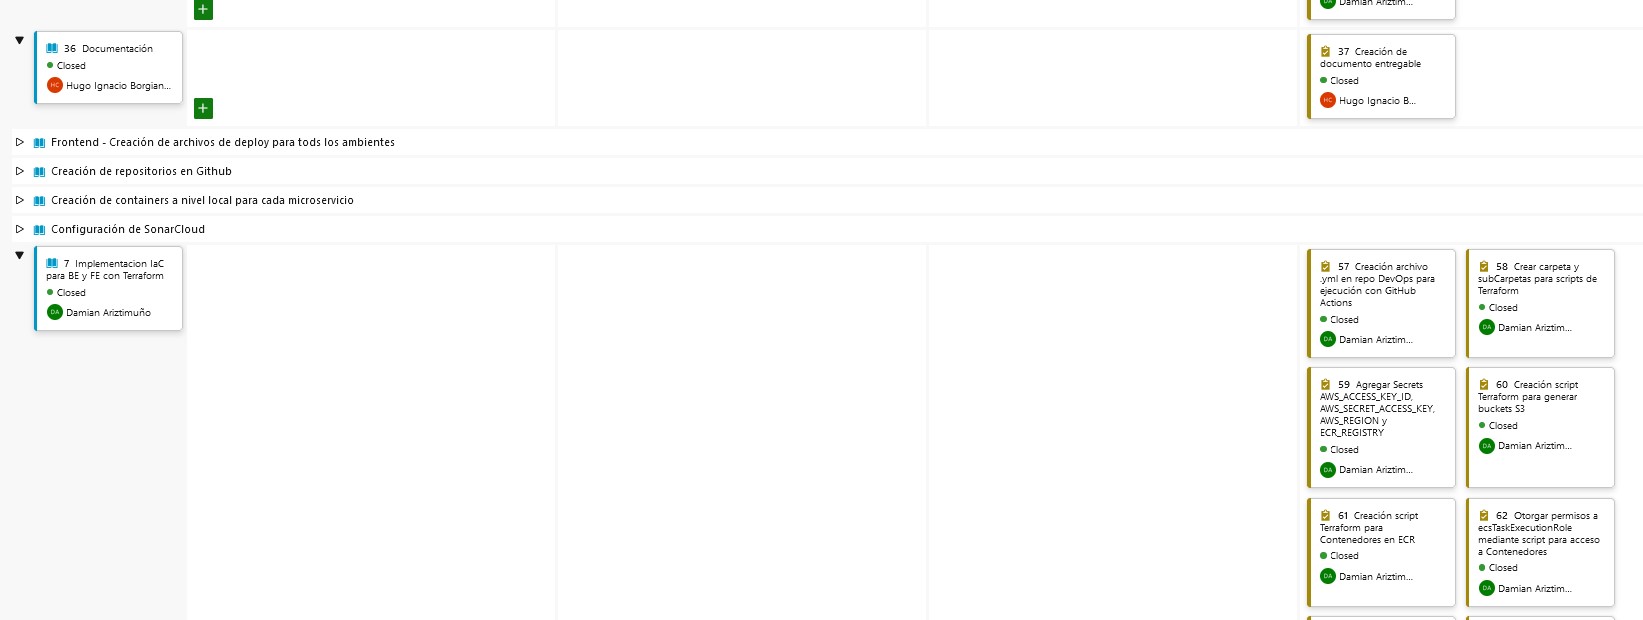 Damian Ariztim...
36 Documentación
Closed
HC Hugo Ignacio Borgian...
37 Creación de
documento entregable
Closed
HC Hugo Ignacio B...
Frontend - Creación de archivos de deploy para tods los ambientes
Creación de repositorios en Github
Creación de containers a nivel local para cada microservicio
Configuración de SonarCloud
7 Implementacion IaC
para BE y FE con Terraform
Closed
DA Damian Ariztimuño
57 Creación archivo
.yml en repo DevOps para
ejecución con GitHub
Actions
Closed
DA Damian Ariztim...
58 Crear carpeta y
subCarpetas para scripts de
Terraform
Closed
DA Damian Ariztim...
59 Agregar Secrets
AWS_ACCESS_KEY_ID,
AWS_SECRET_ACCESS_KEY,
AWS_REGION y
ECR_REGISTRY
Closed
DA Damian Ariztim...
60 Creación script
Terraform para generar
buckets S3
Closed
DA Damian Ariztim...
61 Creación script
Terraform para
Contenedores en ECR
Closed
DA Damian Ariztim...
62 Otorgar permisos a
ecsTaskExecutionRole
mediante script para acceso
a Contenedores
Closed
DA Damian Ariztim...